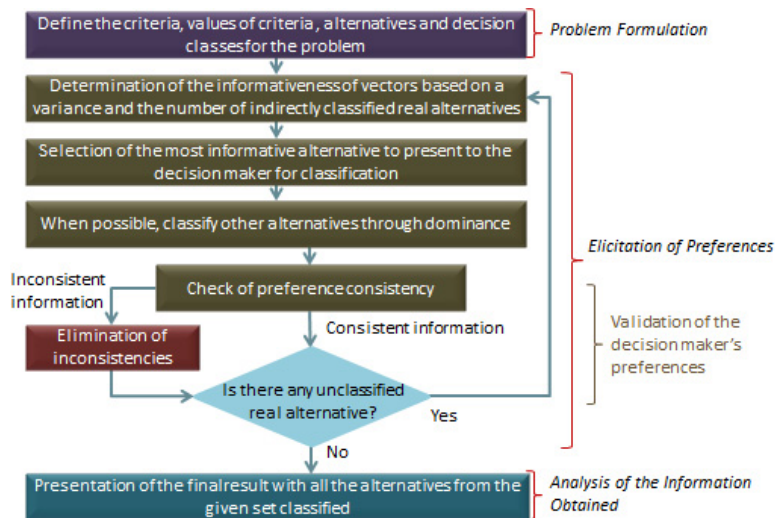 Define the criteria, values of criteria, alternatives and decision
classes for the problem
Problem Formulation
Determination of the informativeness of vectors based on a
variance and the number of indirectly classified real alternatives
Selection of the most informative alternative to present to the
decision maker for classification
When possible, classify other alternatives through dominance
Elicitation of Preferences
Inconsistent
information
Check of preference consistency
Consistent information
Elimination of
inconsistencies
Validation of the
decision maker's
preferences
Is there any unclassified
real alternative?
Yes
No
Presentation of the final result with all the alternatives from the
given set classified
Analysis of the Information
Obtained